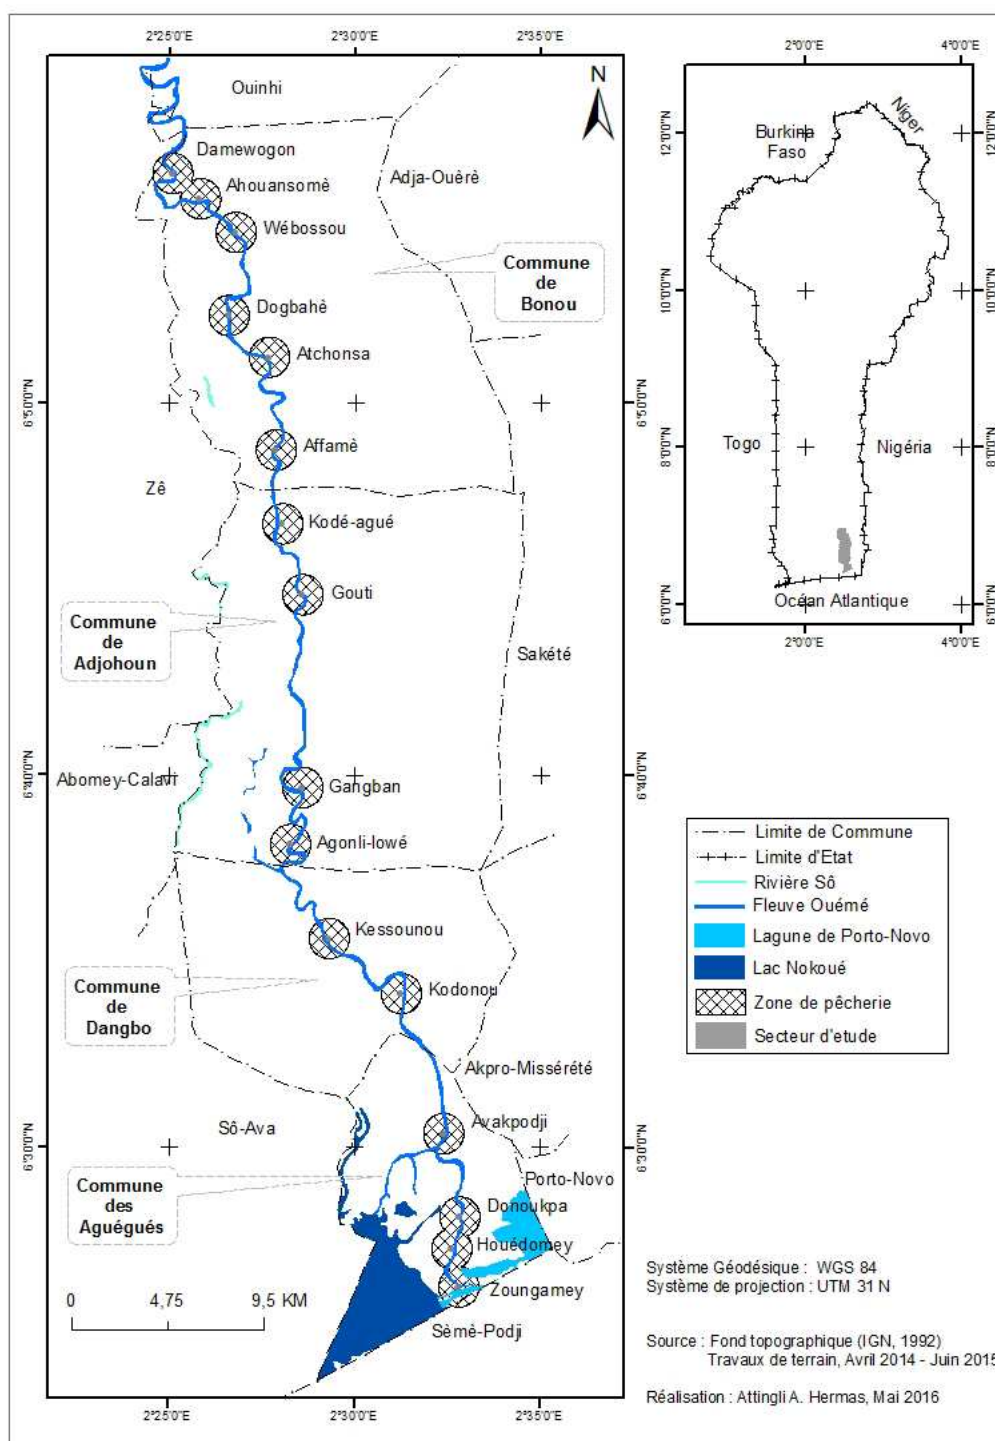 2°25'0"E
2°30'0"E
2°35'0"E
2°0'0"E
4°0'0"E
N
Ouinhi
Damewogon
Ahouansomè
Adja-Ouèrè
Wébossou
Commune
de
Bonou
Dogbahè
Atchonsa
6°50'0"N
6°50'0"N
Affamè
Zê
Kodé-agué
Gouti
Commune
de
Adjohoun
Sakété
6°40'0"N
6°40'0"N
Abomey-Calavi
Gangban
Agonli-lowé
Kessounou
Commune
de
Dangbo
Kodonou
Akpro-Missérété
Avakpodji
Sô-Ava
6°30'0"N
6°30'0"N
Commune
des
Aguégués
Porto-Novo
Donoukpa
Houédomey
Zoungamey
0 4,75 9,5 KM
Sèmè-Podji
2°25'0"E
2°30'0"E
2°35'0"E
12°0'0"N
12°0'0"N
Burkina
Faso
Niger
10°0'0"N
10°0'0"N
8°0'0"N
8°0'0"N
Togo
Nigéria
6°0'0"N
6°0'0"N
Océan Atlantique
2°0'0"E
4°0'0"E
Limite de Commune
Limite d'Etat
Rivière Sô
Fleuve Ouémé
Lagune de Porto-Novo
Lac Nokoué
Zone de pêcherie
Secteur d'etude
Système Géodésique : WGS 84
Système de projection : UTM 31 N
Source : Fond topographique (IGN, 1992)
Travaux de terrain, Avril 2014 - Juin 2015
Réalisation : Attingli A. Hermas, Mai 2016